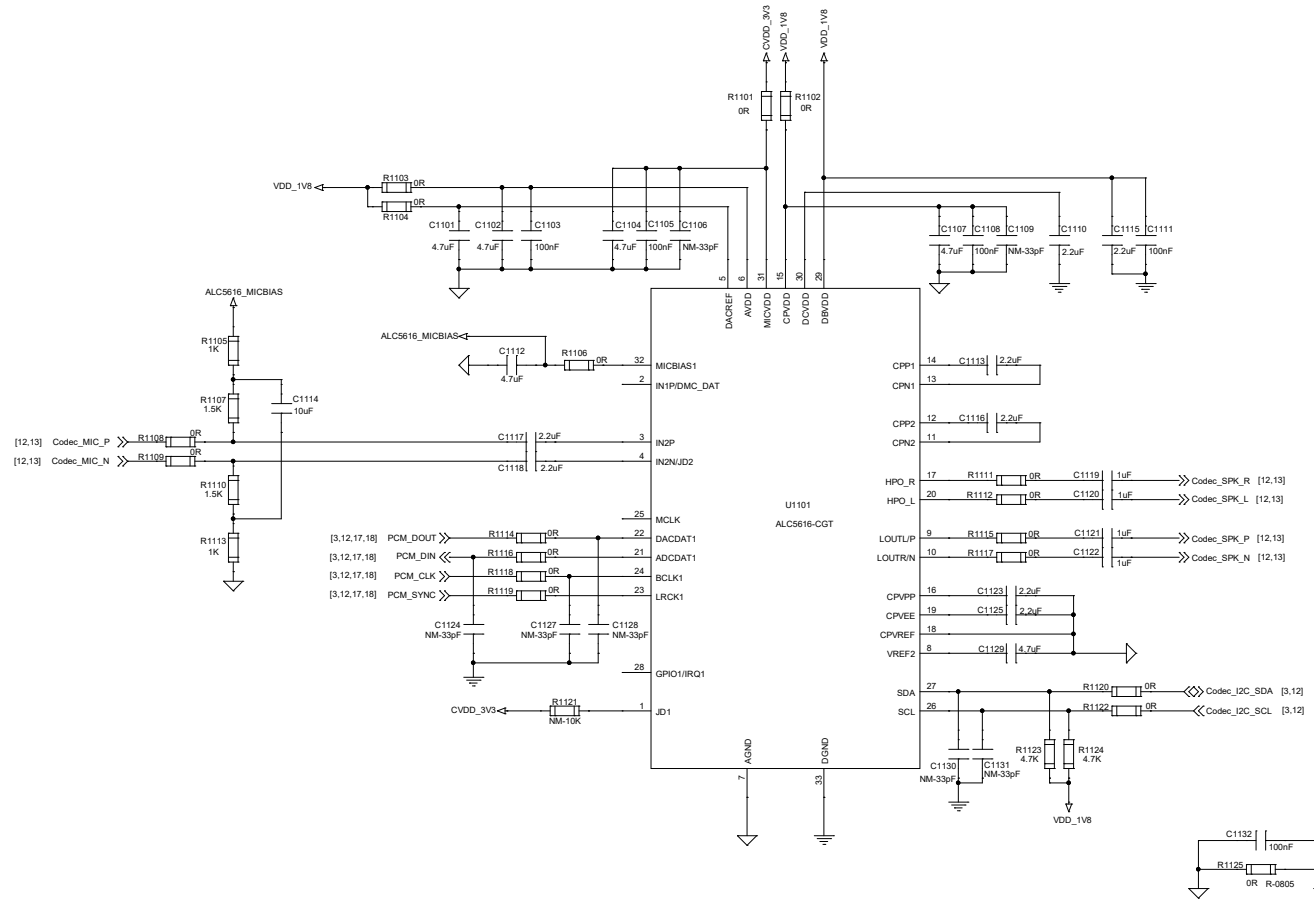 CVDD_3V3
VDD_1V8
VDD_1V8
R1101
0R
R1102
0R
VDD_1V8
R1103
0R
0R
R1104
C1101
4.7uF
C1102
4.7uF
C1103
100nF
C1104
4.7uF
C1105
100nF
C1106
NM-33pF
C1107
4.7uF
C1108
100nF
C1109
NM-33pF
C1110
2.2uF
C1115
2.2uF
C1111
100nF
5
6
31
15
30
29
DACREF
AVDD
MICVDD
CPVDD
DCVDD
DBVDD
ALC5616_MICBIAS
R1105
1K
R1107
1.5K
C1114
10uF
ALC5616_MICBIAS
C1112
4.7uF
R1106
0R
32
MICBIAS1
2
IN1P/DMC_DAT
[12,13] Codec_MIC_P
R1108
0R
C1117
2.2uF
3
IN2P
[12,13] Codec_MIC_N
R1109
0R
C1118
2.2uF
4
IN2N/JD2
R1110
1.5K
R1113
1K
25
MCLK
[3,12,17,18] PCM_DOUT
R1114
0R
22
DACDAT1
[3,12,17,18] PCM_DIN
R1116
0R
21
ADCDAT1
[3,12,17,18] PCM_CLK
R1118
0R
24
BCLK1
[3,12,17,18] PCM_SYNC
R1119
0R
23
LRCK1
C1124
NM-33pF
C1127
NM-33pF
C1128
NM-33pF
28
GPIO1/IRQ1
CVDD_3V3
R1121
NM-10K
1
JD1
U1101
ALC5616-CGT
AGND
7
DGND
33
CPP1
14
C1113
2.2uF
CPN1
13
CPP2
12
C1116
2.2uF
CPN2
11
HPO_R
17
R1111
0R
C1119
1uF
Codec_SPK_R [12,13]
HPO_L
20
R1112
0R
C1120
1uF
Codec_SPK_L [12,13]
LOUTL/P
9
R1115
0R
C1121
1uF
Codec_SPK_P [12,13]
LOUTR/N
10
R1117
0R
C1122
1uF
Codec_SPK_N [12,13]
CPVPP
16
C1123
2.2uF
CPVEE
19
C1125
2,2uF
CPVREF
18
VREF2
8
C1129
4.7uF
SDA
27
R1120
0R
Codec_I2C_SDA [3,12]
SCL
26
R1122
0R
Codec_I2C_SCL [3,12]
C1130
NM-33pF
C1131
NM-33pF
R1123
4.7K
R1124
4.7K
VDD_1V8
C1132
100nF
R1125
0R R-0805